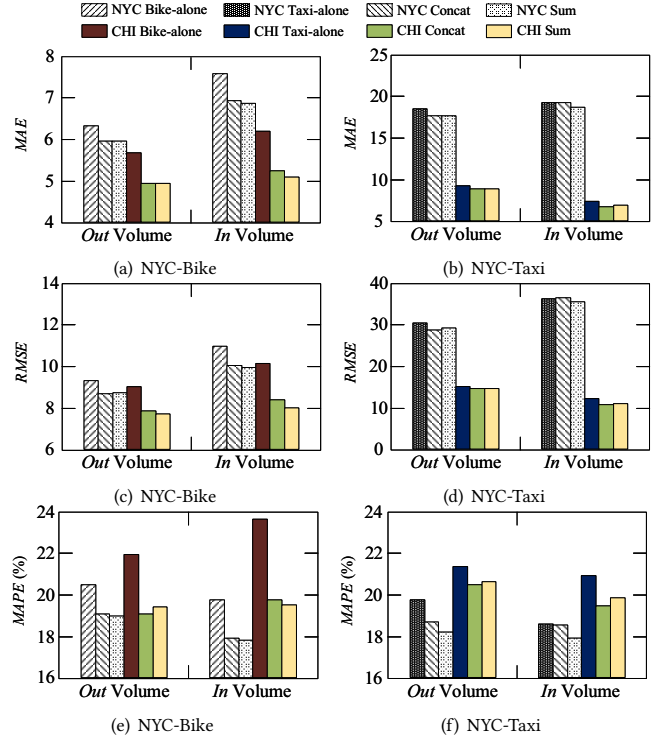 NYC Bike-alone NYC Taxi-alone NYC Concat NYC Sum
CHI Bike-alone CHI Taxi-alone CHI Concat CHI Sum
8
7
6
5
4
MAE
Out Volume In Volume
(a) NYC-Bike
25
20
15
10
5
MAE
Out Volume In Volume
(b) NYC-Taxi
14
12
10
8
6
RMSE
Out Volume In Volume
(c) NYC-Bike
40
30
20
10
0
RMSE
Out Volume In Volume
(d) NYC-Taxi
24
22
20
18
16
MAPE (%)
Out Volume In Volume
(e) NYC-Bike
24
22
20
18
16
MAPE (%)
Out Volume In Volume
(f) NYC-Taxi